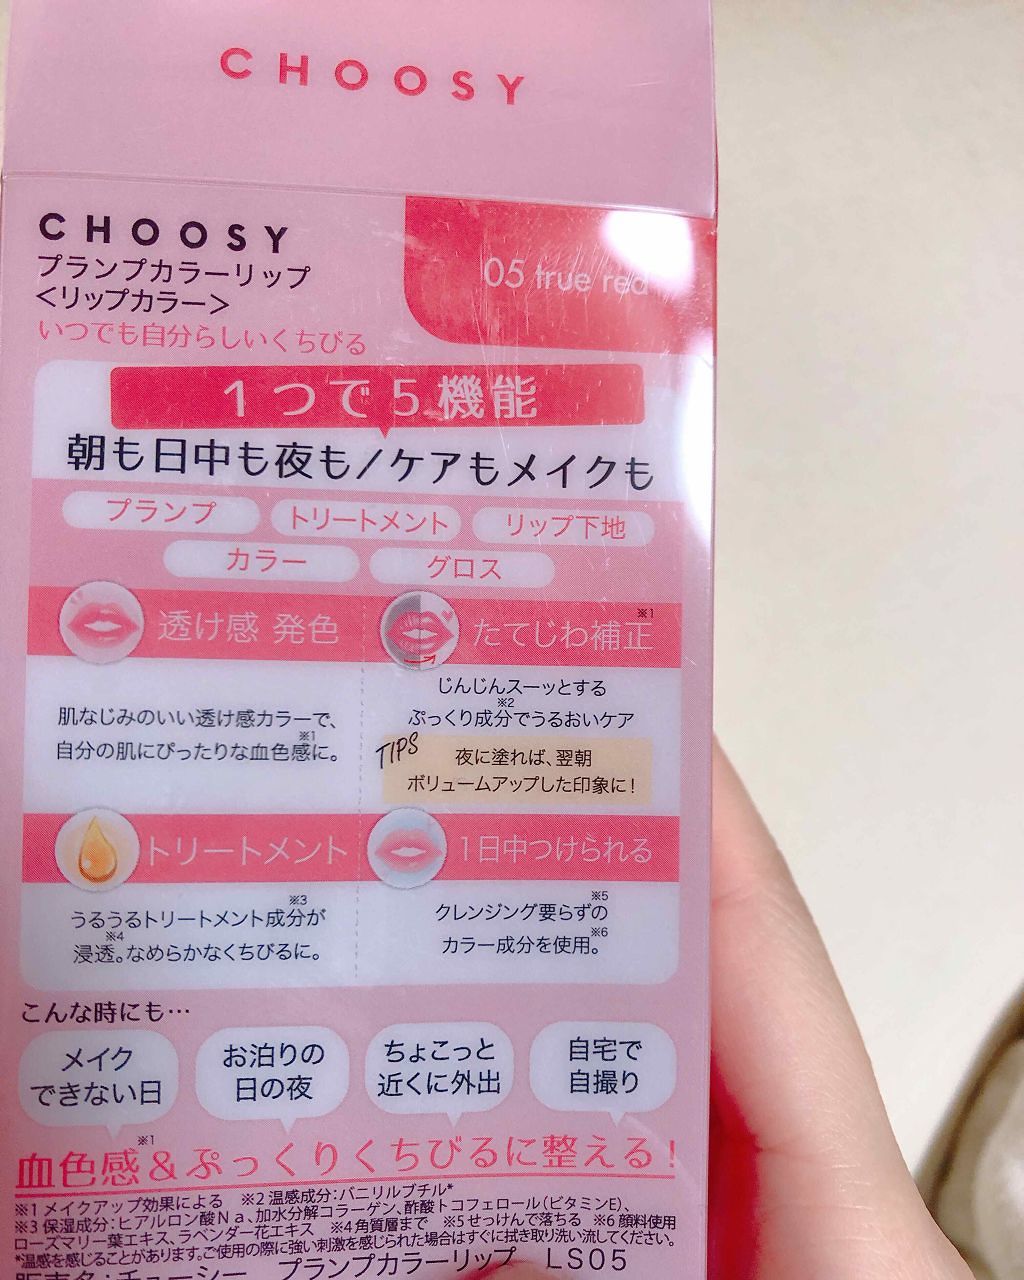 CHOOSY
CHOOSY
プランプカラーリップ
<リップカラー>
いつでも自分らしいくちびる
05 true red
1つで5機能
朝も日中も夜も/ケアもメイクも
プランプ トリートメント リップ下地
カラー グロス
透け感 発色
肌なじみのいい透け感カラーで、
自分の肌にぴったりな血色感※1に。
たてじわ補正※1
じんじんスーッとする
ぷっくり成分※2でうるおいケア
TIPS
夜に塗れば、翌朝
ボリュームアップした印象に!
トリートメント
うるうるトリートメント成分※3が
浸透※4。なめらかなくちびるに。
1日中つけられる
クレンジング要らず※5の
カラー成分を使用※6。
こんな時にも…
メイク
できない日
お泊りの
日の夜
ちょこっと
近くに外出
自宅で
自撮り
血色感※1&ぷっくりくちびるに整える!
※1 メイクアップ効果による ※2 温感成分:バニリルブチル*
※3 保湿成分:ヒアルロン酸Na、加水分解コラーゲン、酢酸トコフェロール(ビタミンE)、
ローズマリー葉エキス、ラベンダー花エキス ※4 角質層まで ※5 せっけんで落ちる ※6 顔料使用
*温感を感じることがあります。ご使用の際に強い刺激を感じられた場合はすぐに拭き取り洗い流してください。
販売名:チューシー プランプカラーリップ LS05